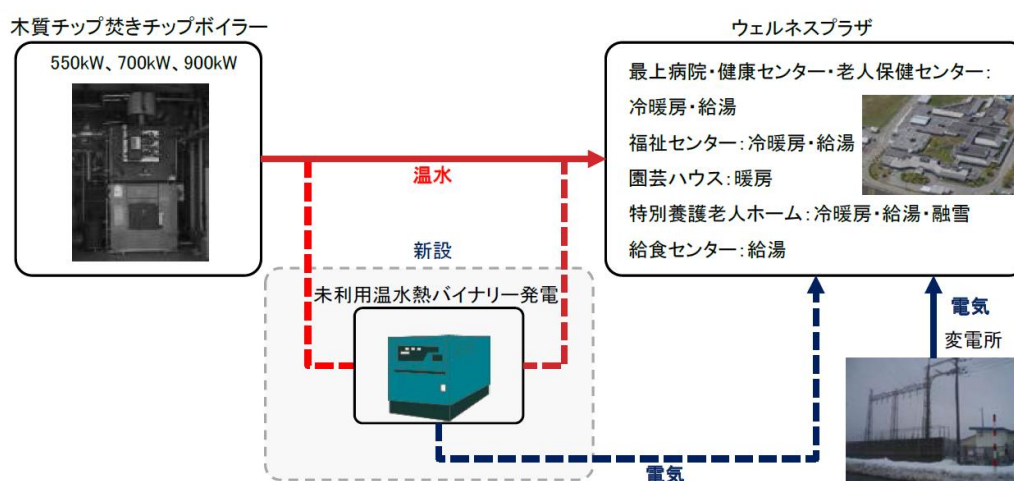 木質チップ焚きチップボイラー
550kW、700kW、900kW
温水
新設
未利用温水熱バイナリー発電
電気
ウェルネスプラザ
最上病院・健康センター・老人保健センター:
冷暖房・給湯
福祉センター:冷暖房・給湯
園芸ハウス:暖房
特別養護老人ホーム:冷暖房・給湯・融雪
給食センター:給湯
電気
変電所